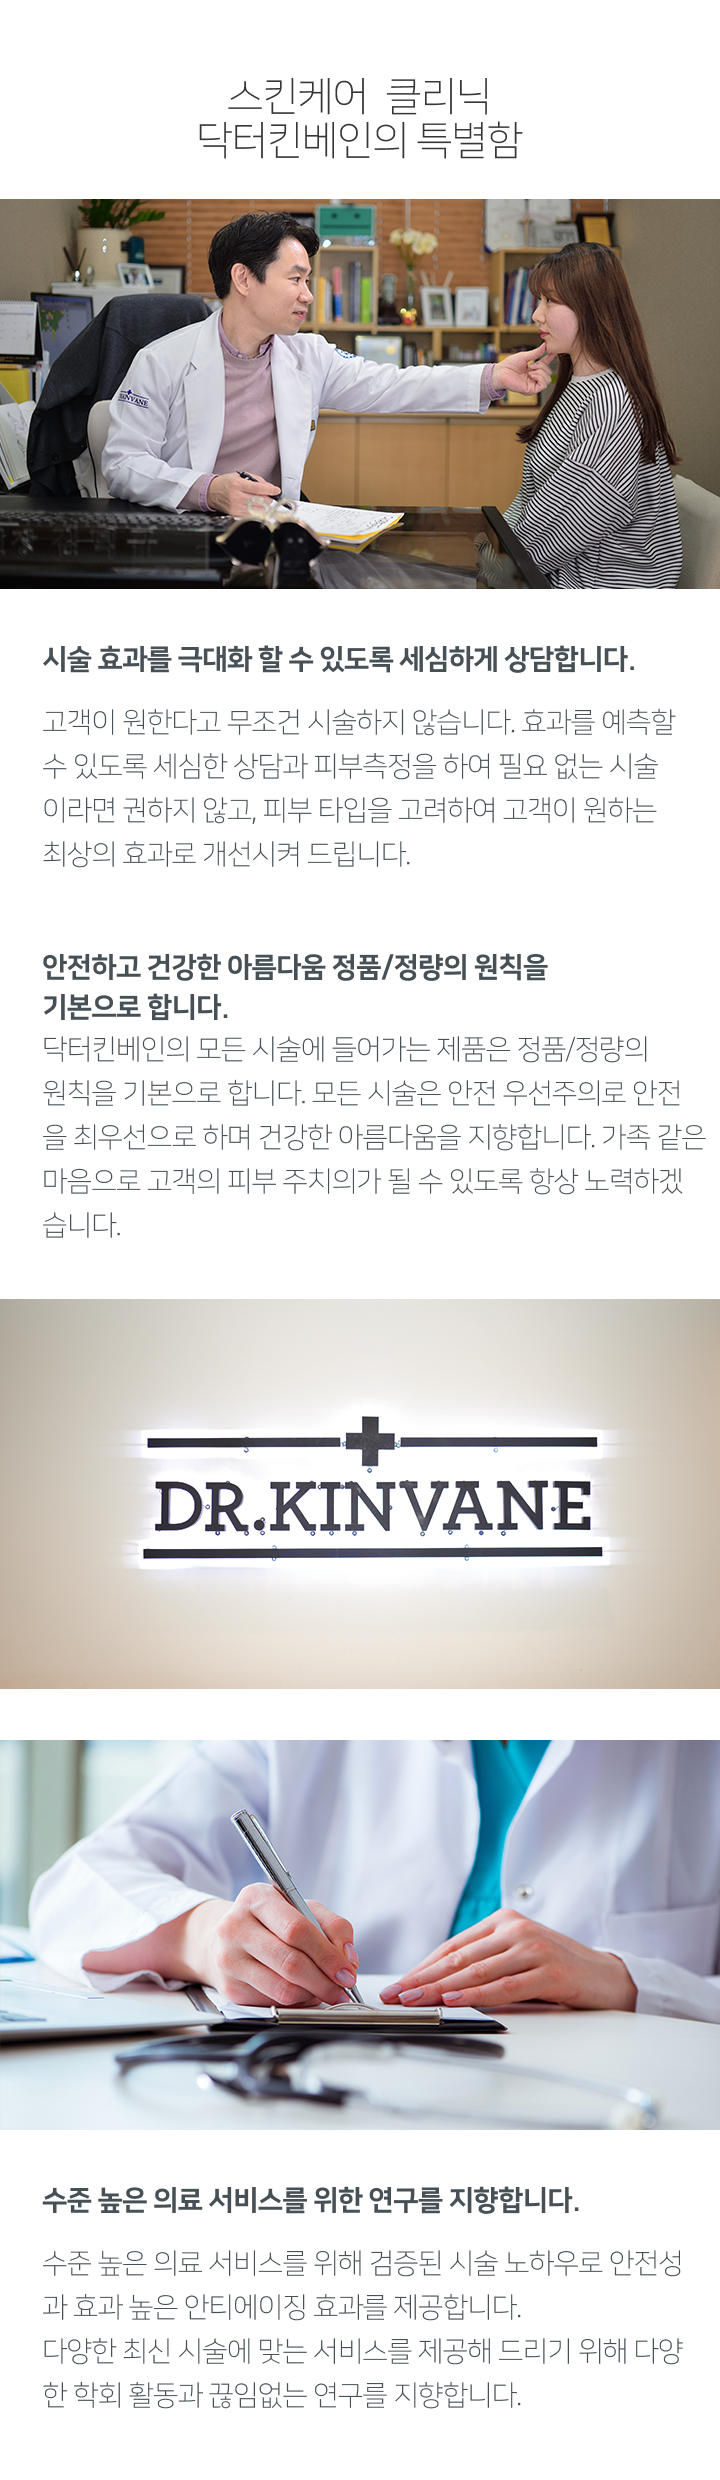 스킨케어 클리닉
닥터킨베인의 특별함
KINVANE
시술 효과를 극대화 할 수 있도록 세심하게 상담합니다.
고객이 원한다고 무조건 시술하지 않습니다. 효과를 예측할
수 있도록 세심한 상담과 피부측정을 하여 필요 없는 시술
이라면 권하지 않고, 피부 타입을 고려하여 고객이 원하는
최상의 효과로 개선시켜 드립니다.
안전하고 건강한 아름다움 정품/정량의 원칙을
기본으로 합니다.
닥터킨베인의 모든 시술에 들어가는 제품은 정품/정량의
원칙을 기본으로 합니다. 모든 시술은 안전 우선주의로 안전
을 최우선으로 하며 건강한 아름다움을 지향합니다. 가족 같은
마음으로 고객의 피부 주치의가 될 수 있도록 항상 노력하겠
습니다.
DR.KINVANE
수준 높은 의료 서비스를 위한 연구를 지향합니다.
수준 높은 의료 서비스를 위해 검증된 시술 노하우로 안전성
과 효과 높은 안티에이징 효과를 제공합니다.
다양한 최신 시술에 맞는 서비스를 제공해 드리기 위해 다양
한 학회 활동과 끊임없는 연구를 지향합니다.